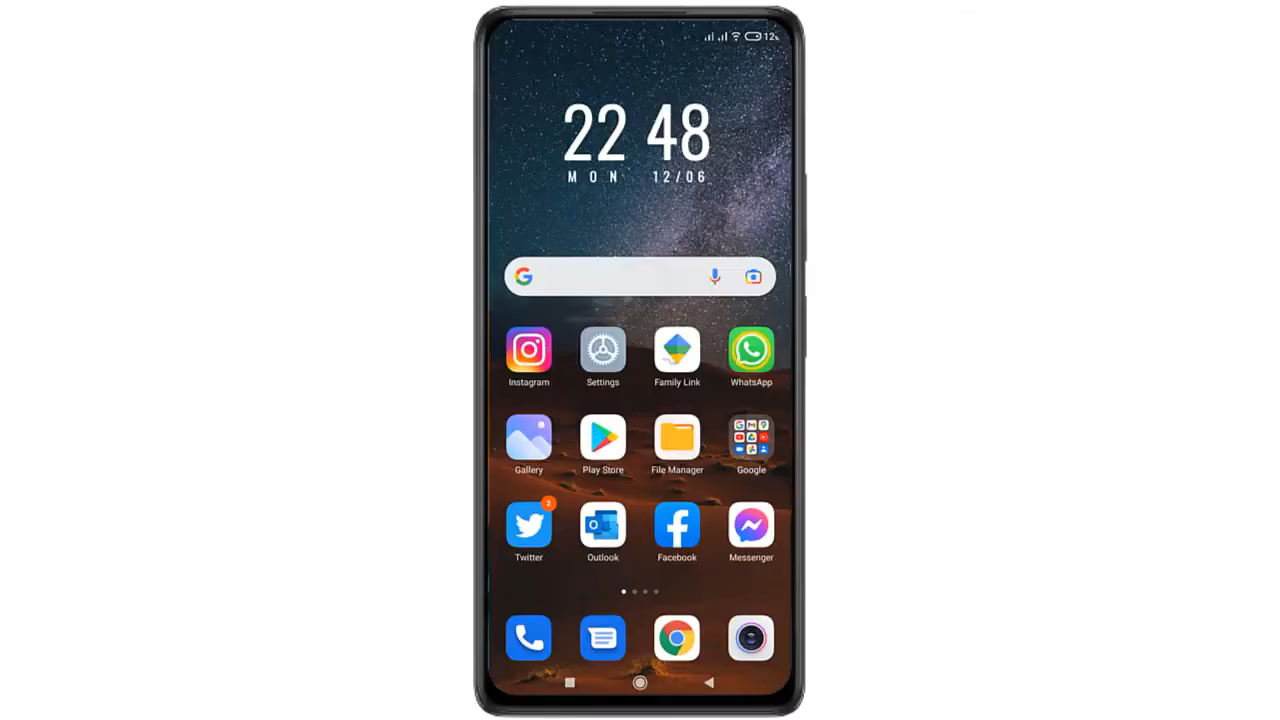 12%
22 48
MON 12/06
Instagram Settings Family Link WhatsApp
Gallery Play Store File Manager Google
2
Twitter Outlook Facebook Messenger